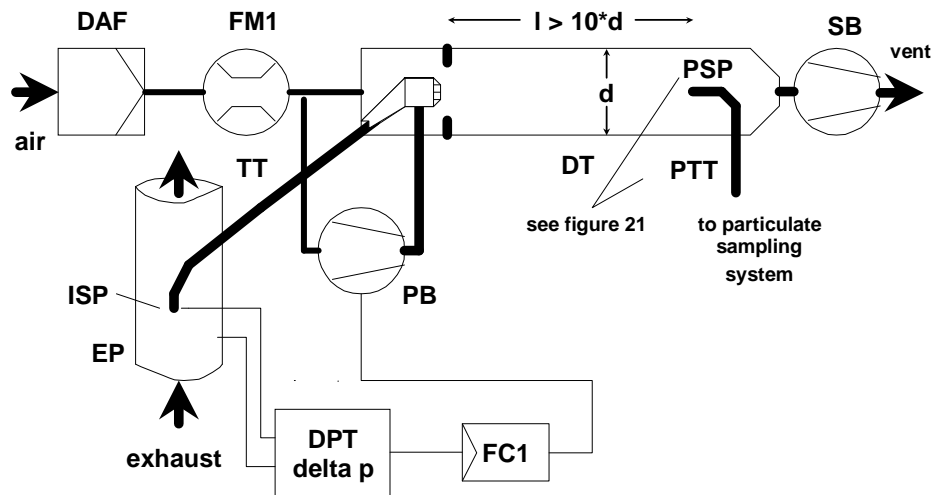 DAF
FM1
l > 10*d
SB
vent
PSP
d
air
TT
DT
PTT
see figure 21
to particulate
sampling
system
ISP
PB
EP
DPT
delta p
FC1
exhaust